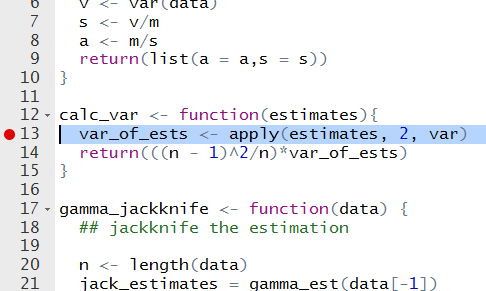 6 v <- var(data)
7 s <- v/m
8 a <- m/s
9 return(list(a = a,s = s))
10 }
11
12 calc_var <- function(estimates){
13 var_of_ests <- apply(estimates, 2, var)
14 return(((n - 1)^2/n)*var_of_ests)
15 }
16
17 gamma_jackknife <- function(data) {
18 ## jackknife the estimation
19
20 n <- length(data)
21 jack_estimates = gamma_est(data[-1])